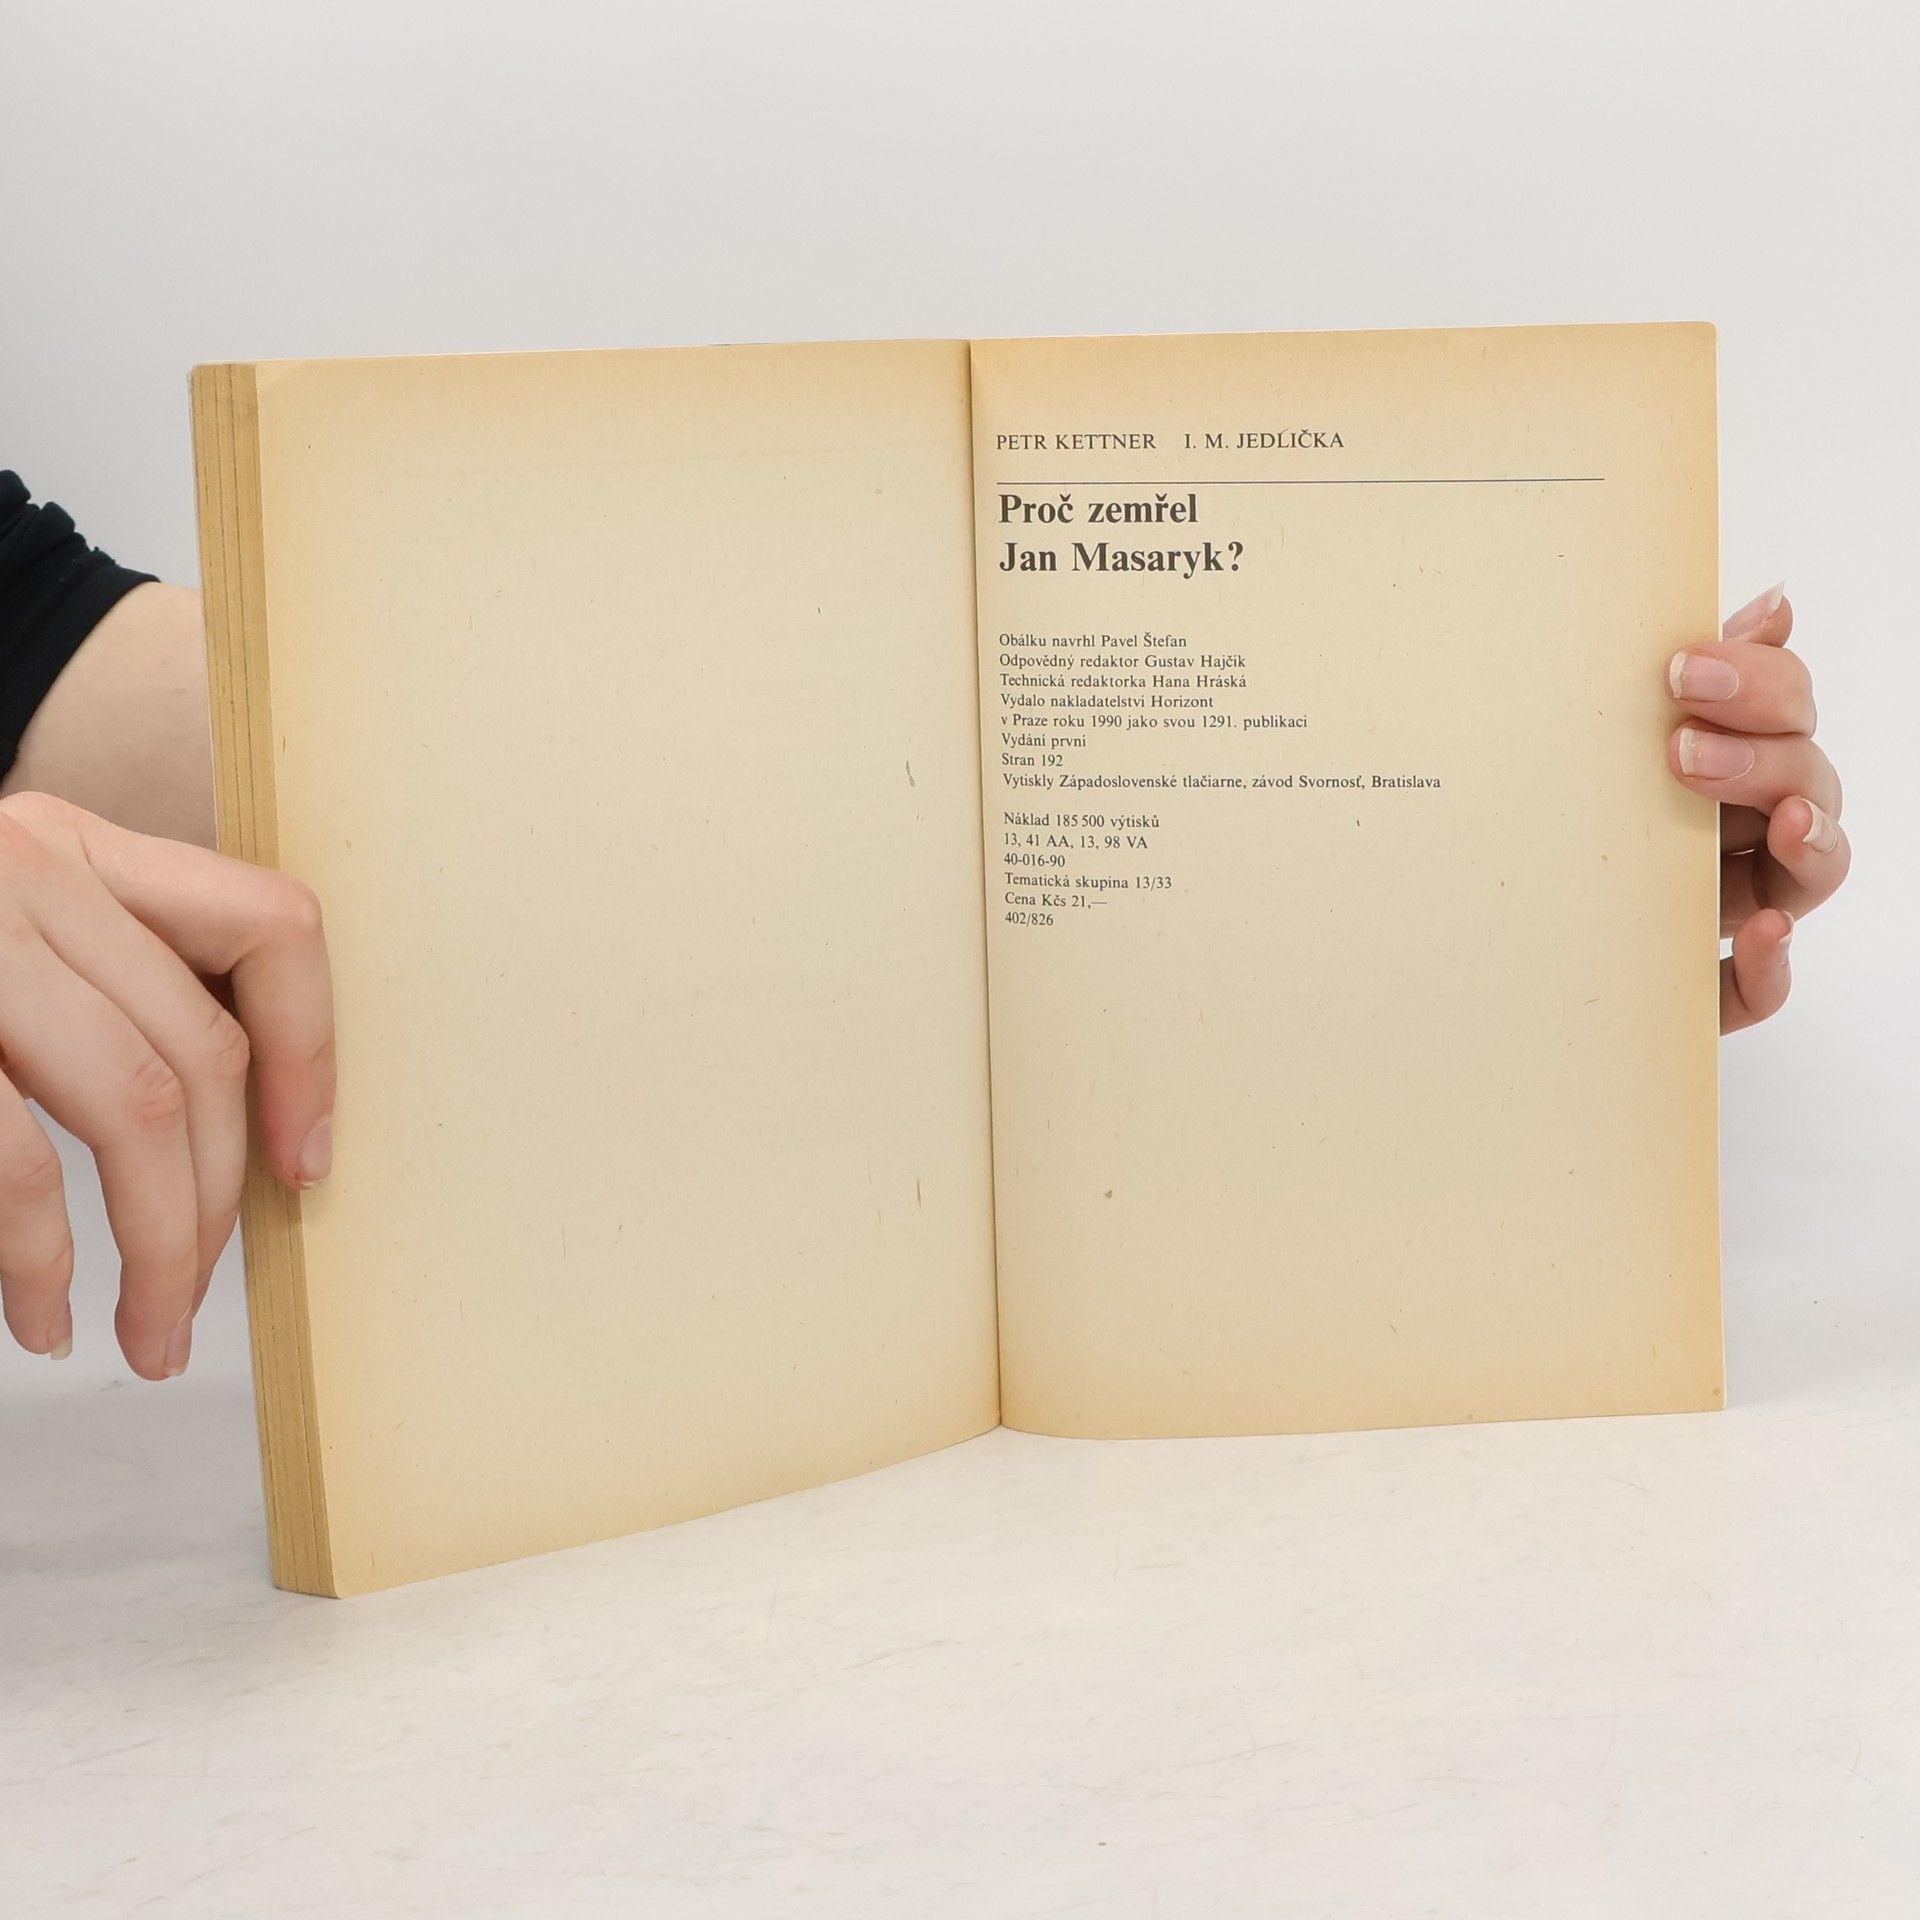 PETR KETTNER I. M. JEDLIČKA
Proč zemřel
Jan Masaryk?
Obálku navrhl Pavel Štefan
Odpovědný redaktor Gustav Hajčík
Technická redaktorka Hana Hráská
Vydalo nakladatelství Horizont
v Praze roku 1990 jako svou 1291. publikaci
Vydání první
Stran 192
Vytiskly Západoslovenské tlačiarne, závod Svornosť, Bratislava
Náklad 185 500 výtisků
13, 41 AA, 13, 98 VA
40-016-90
Tematická skupina 13/33
Cena Kčs 21,—
402/826